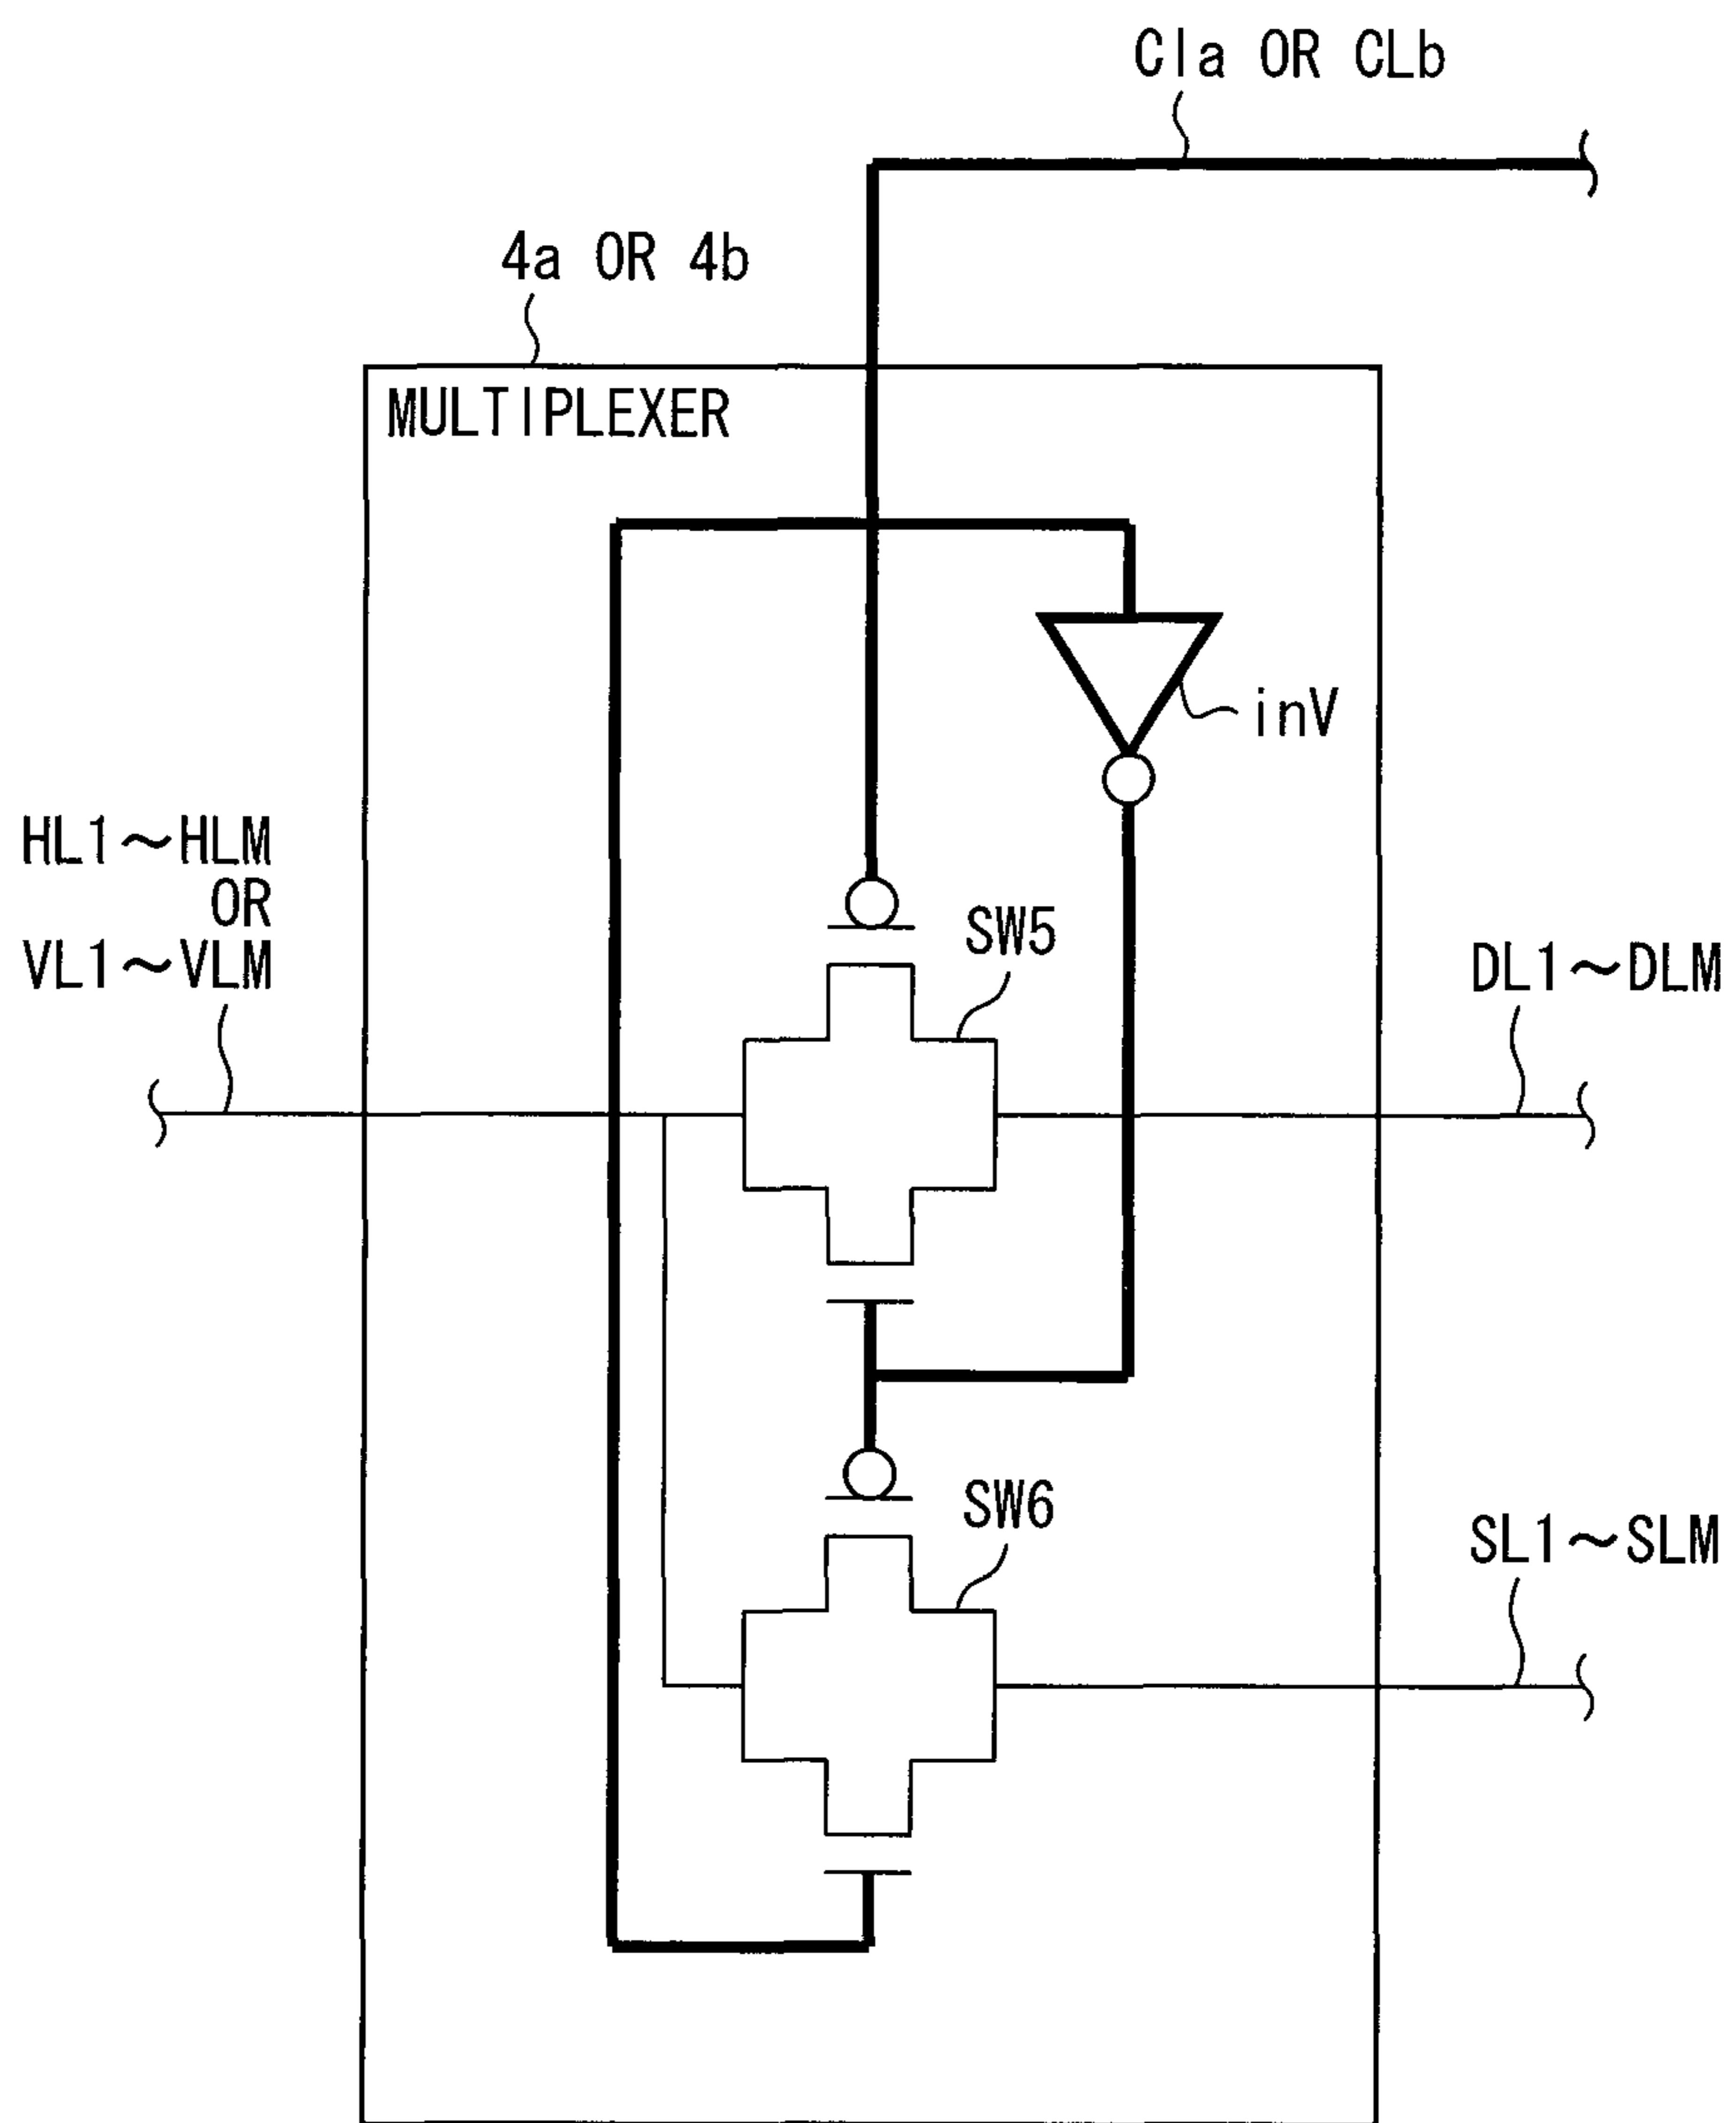 Cla OR CLb
4a OR 4b
MULTIPLEXER
inV
HL1~HLM
OR
VL1~VLM
SW5
DL1~DLM
SW6
SL1~SLM